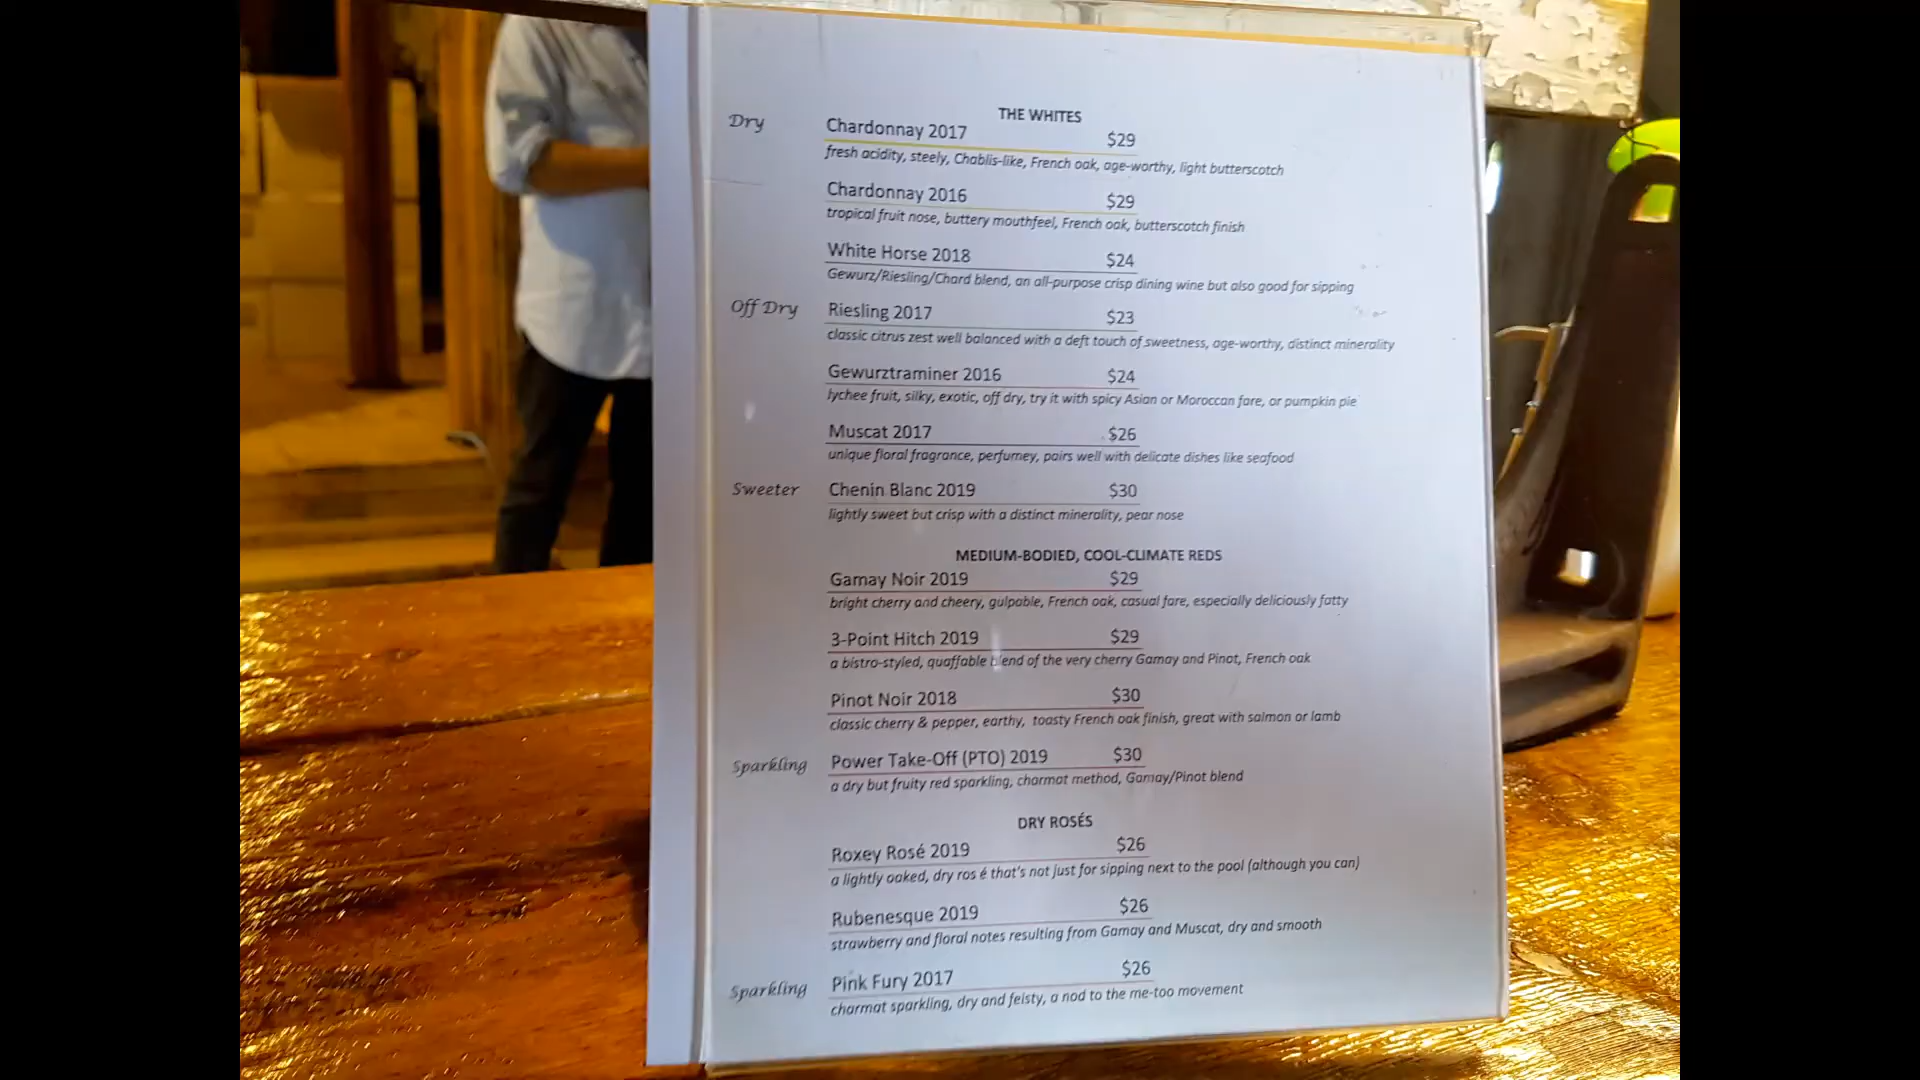 THE WHITES
Dry Chardonnay 2017 $29
fresh acidity, steely, Chablis-like, French oak, age-worthy, light butterscotch
Chardonnay 2016 $29
tropical fruit nose, buttery mouthfeel, French oak, butterscotch finish
White Horse 2018 $24
Gewurz/Riesling/Chard blend, an all-purpose crisp dining wine but also good for sipping
Off Dry Riesling 2017 $23
classic citrus zest well balanced with a deft touch of sweetness, age-worthy, distinct minerality
Gewurztraminer 2016 $24
lychee fruit, silky, exotic, off dry, try it with spicy Asian or Moroccan fare, or pumpkin pie
Muscat 2017 $26
unique floral fragrance, perfumey, pairs well with delicate dishes like seafood
Sweeter Chenin Blanc 2019 $30
lightly sweet but crisp with a distinct minerality, pear nose
MEDIUM-BODIED, COOL-CLIMATE REDS
Gamay Noir 2019 $29
bright cherry and cheery, gulpable, French oak, casual fare, especially deliciously fatty
3-Point Hitch 2019 $29
a bistro-styled, quaffable blend of the very cherry Gamay and Pinot, French oak
Pinot Noir 2018 $30
classic cherry & pepper, earthy, toasty French oak finish, great with salmon or lamb
Sparkling Power Take-Off (PTO) 2019 $30
a dry but fruity red sparkling, charmat method, Gamay/Pinot blend
DRY ROSÉS
Roxey Rosé 2019 $26
a lightly oaked, dry ros é that's not just for sipping next to the pool (although you can)
Rubenesque 2019 $26
strawberry and floral notes resulting from Gamay and Muscat, dry and smooth
Sparkling Pink Fury 2017 $26
charmat sparkling, dry and feisty, a nod to the me-too movement